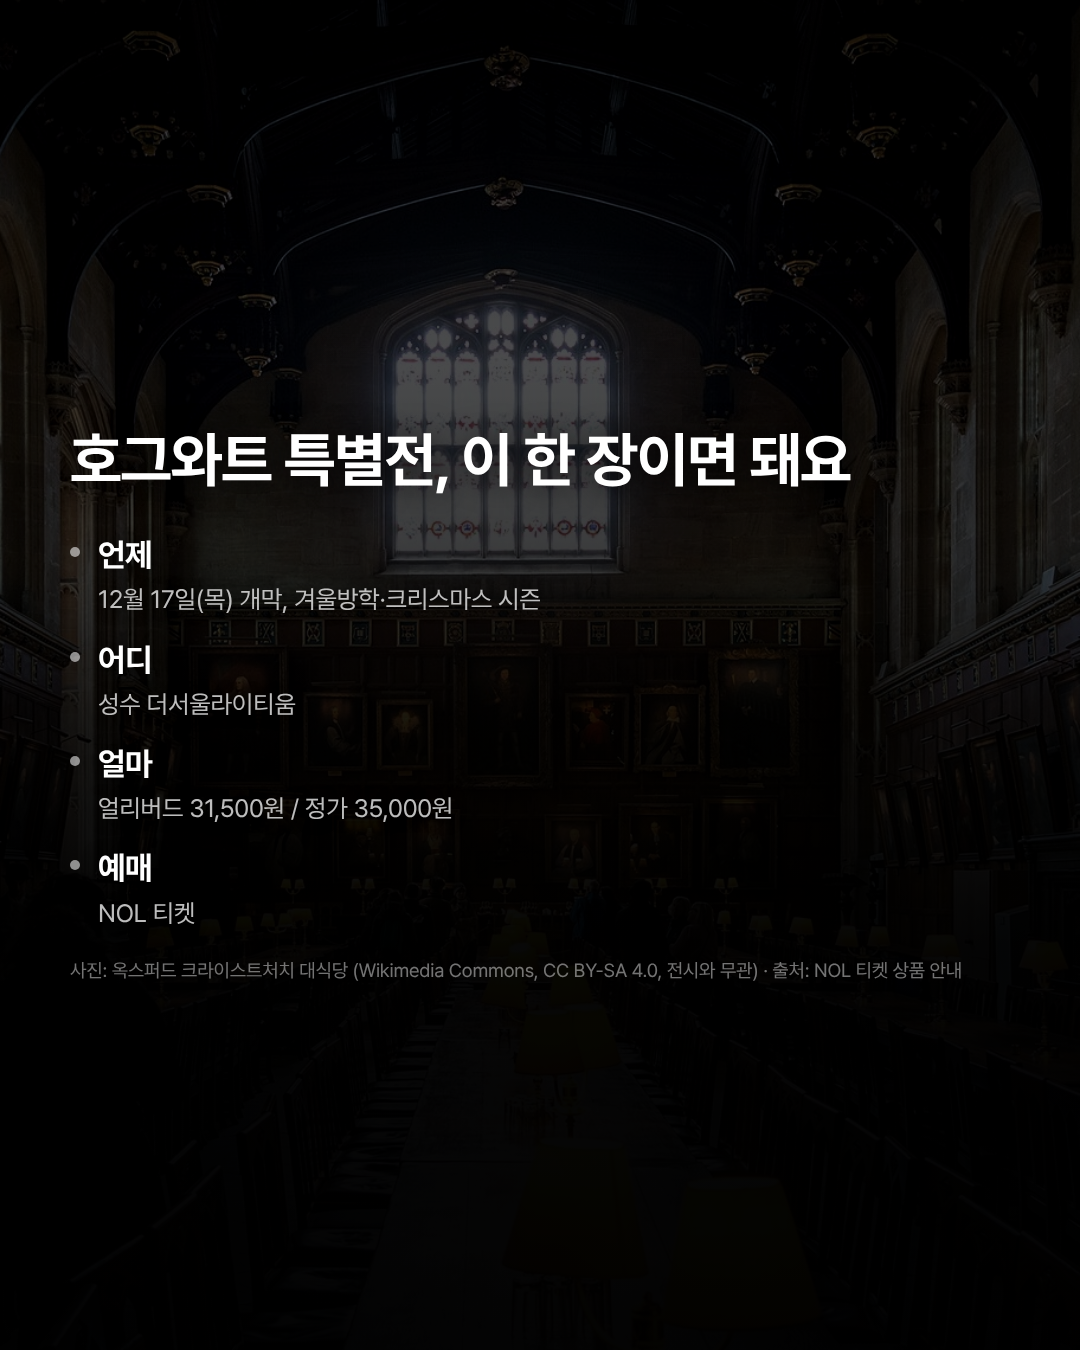 호그와트 특별전, 이 한 장이면 돼요
언제
12월 17일(목) 개막, 겨울방학·크리스마스 시즌
어디
성수 더서울라이티움
얼마
얼리버드 31,500원 / 정가 35,000원
예매
NOL 티켓
사진: 옥스퍼드 크라이스트처치 대식당 (Wikimedia Commons, CC BY-SA 4.0, 전시와 무관) · 출처: NOL 티켓 상품 안내